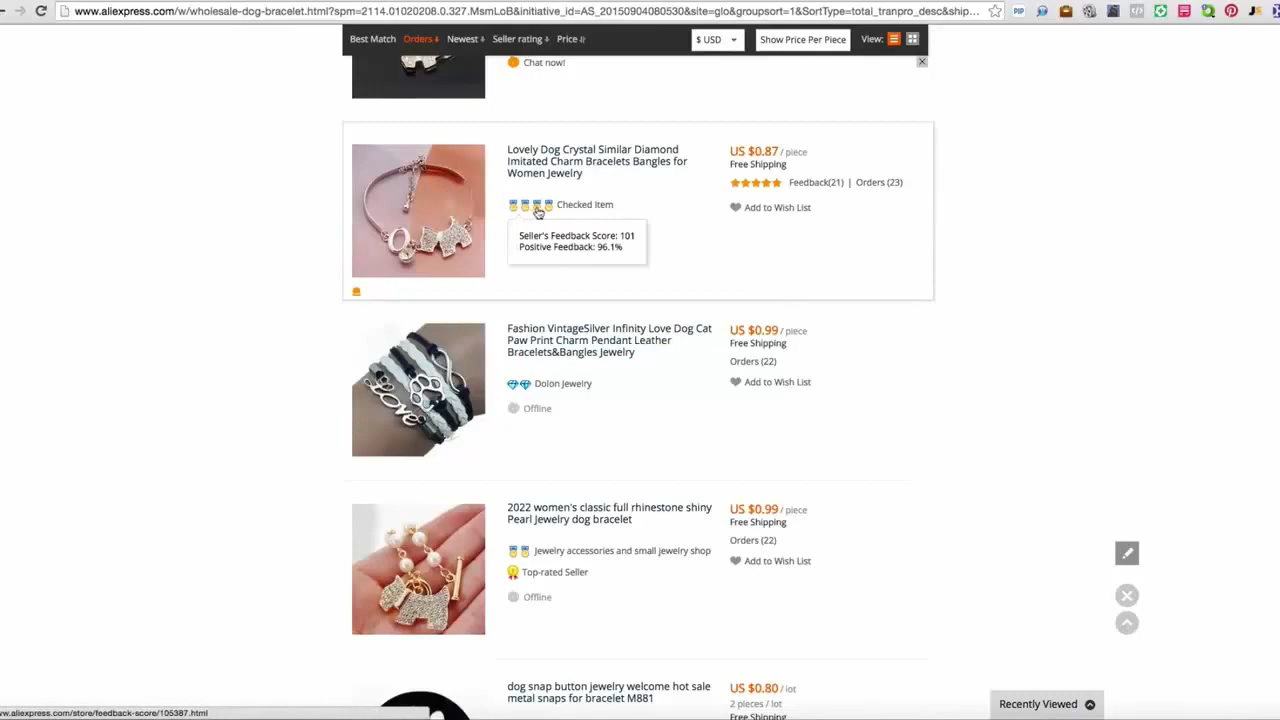 www.aliexpress.com/w/wholesale-dog-bracelet.html?spm=2114.01020208.0.327.MsmLoB&initiative_id=AS_20150904080530&site=glo&groupsort=1&SortType=total_tranpro_desc&ship...
Best Match Orders Newest Seller rating Price $ USD Show Price Per Piece View:
Chat now!
Lovely Dog Crystal Similar Diamond
Imitated Charm Bracelets Bangles for
Women Jewelry
US $0.87 / piece
Free Shipping
Feedback(21) | Orders (23)
Add to Wish List
Checked Item
Seller's Feedback Score: 101
Positive Feedback: 96.1%
Fashion VintageSilver Infinity Love Dog Cat
Paw Print Charm Pendant Leather
Bracelets&Bangles Jewelry
US $0.99 / piece
Free Shipping
Orders (22)
Add to Wish List
Dolon Jewelry
Offline
Love
2022 women's classic full rhinestone shiny
Pearl Jewelry dog bracelet
US $0.99 / piece
Free Shipping
Orders (22)
Add to Wish List
Jewelry accessories and small jewelry shop
Top-rated Seller
Offline
dog snap button jewelry welcome hot sale
metal snaps for bracelet M881
US $0.80 / lot
2 pieces / lot
Free Shipping
Recently Viewed
ww.aliexpress.com/store/feedback-score/105387.html
PIP